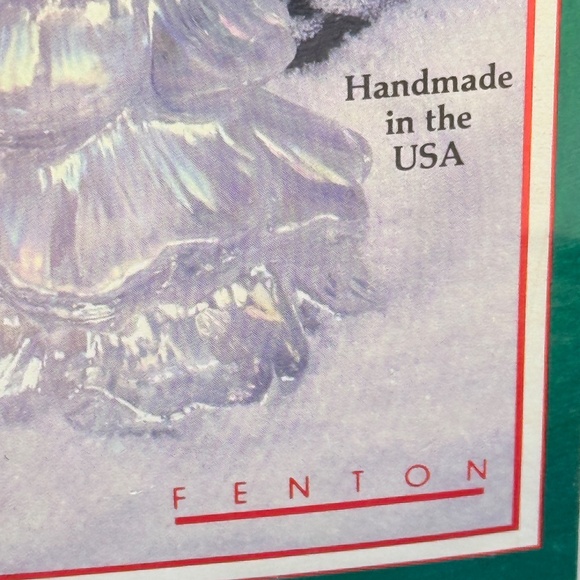 Handmade
in the
USA
FENTON